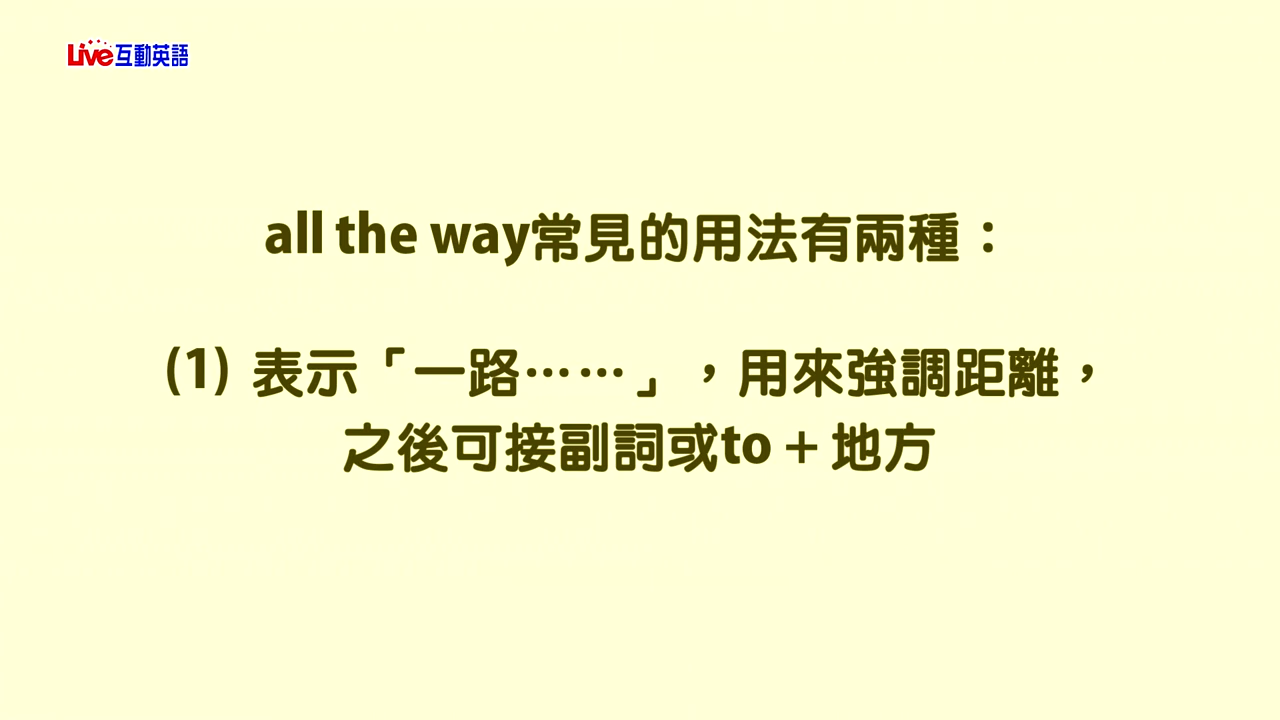 Live互動英語
all the way常見的用法有兩種：
(1) 表示「一路……」，用來強調距離，
之後可接副詞或to + 地方